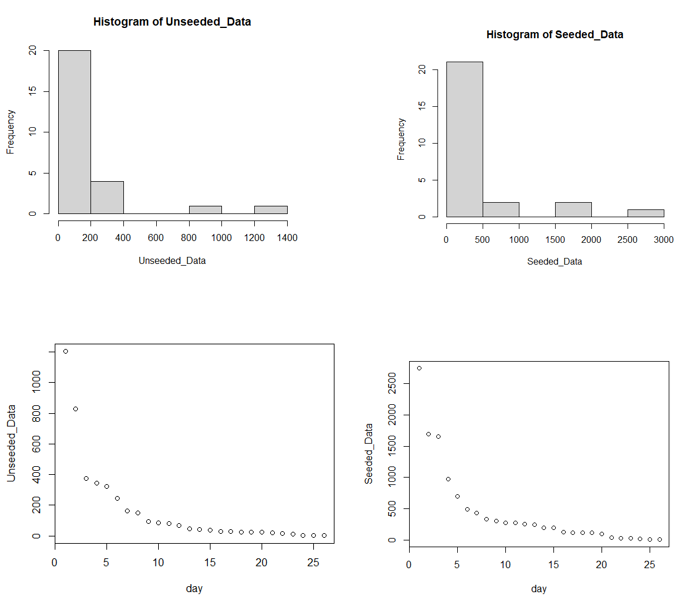 Histogram of Unseeded_Data
Frequency
20
15
10
5
0
0 200 400 600 800 1000 1200 1400
Unseeded_Data
Histogram of Seeded_Data
Frequency
20
15
10
5
0
0 500 1000 1500 2000 2500 3000
Seeded_Data
Unseeded_Data
1000
800
600
400
200
0
0 5 10 15 20 25
day
Seeded_Data
2500
2000
1500
1000
500
0
0 5 10 15 20 25
day